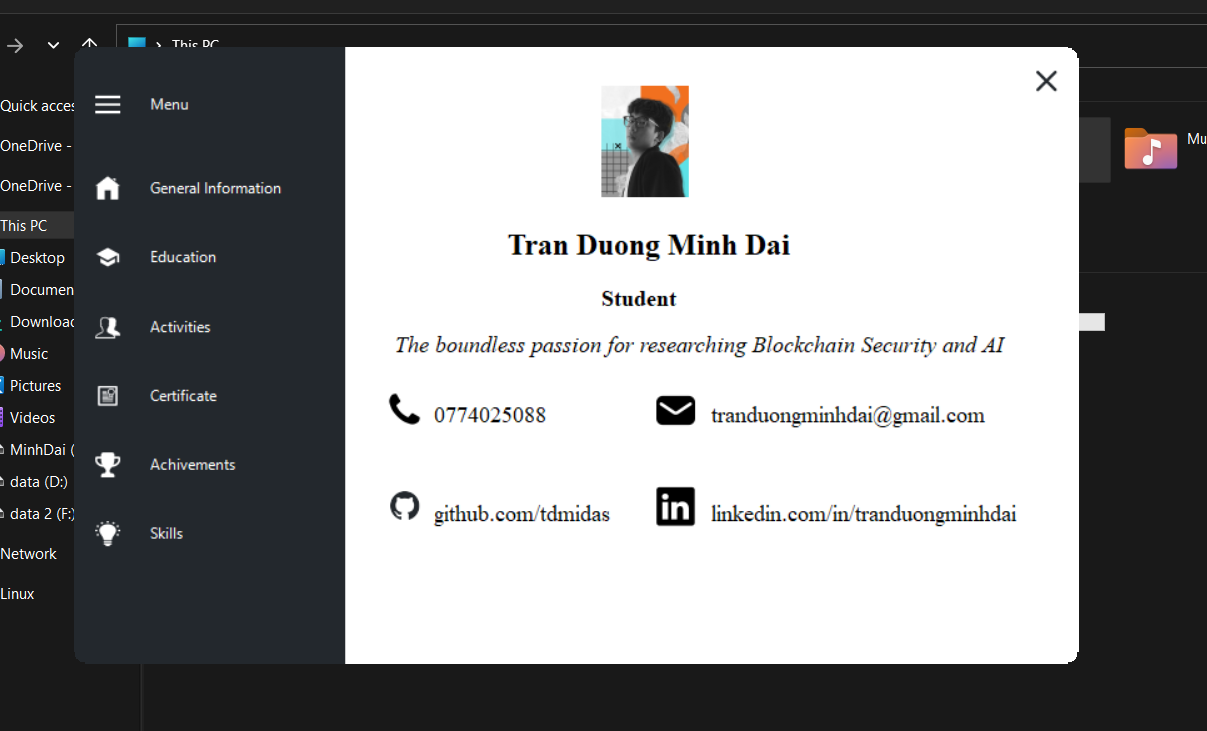 This PC
Quick acces
OneDrive -
OneDrive -
This PC
Desktop
Documen
Downloac
Music
Pictures
Videos
MinhDai (
data (D:)
data 2 (F:)
Network
Linux
Menu
General Information
Education
Activities
Certificate
Achivements
Skills
Tran Duong Minh Dai
Student
The boundless passion for researching Blockchain Security and AI
0774025088
tranduongminhdai@gmail.com
github.com/tdmidas
in
linkedin.com/in/tranduongminhdai
Mu